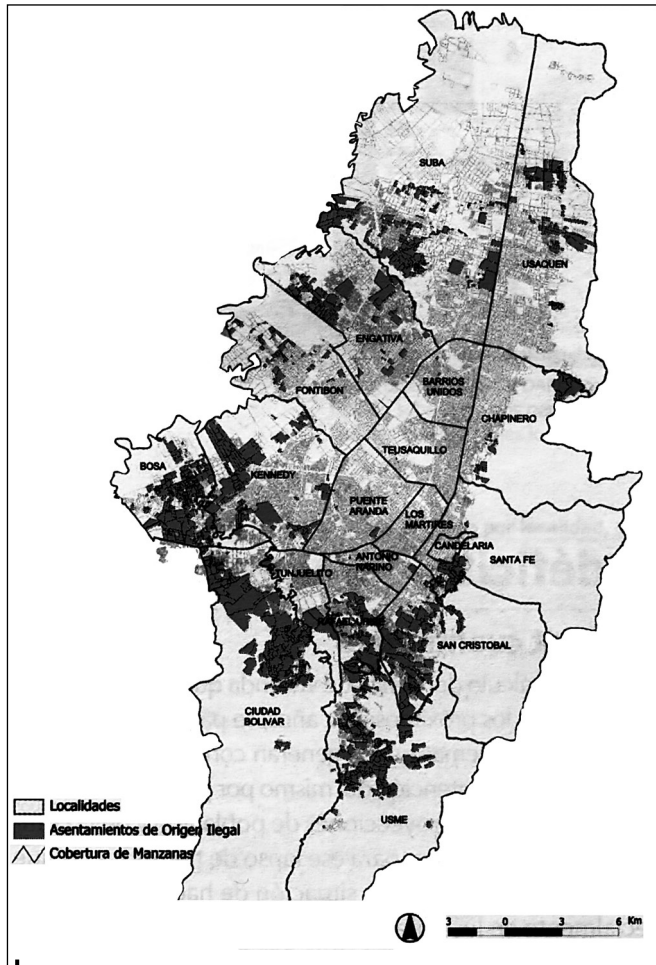 SUBA
USAQUEN
ENGATIVA
BARRIOS
UNIDOS
FONTIBON
CHAPINERO
TEUSAQUILLO
BOSA
KENNEDY
PUENTE
ARANDA
LOS
MARTIRES
CANDELARIA
SANTA FE
ANTONIO
NARIÑO
TUNJUELITO
SAN CRISTOBAL
CIUDAD
BOLIVAR
USME
Localidades
Asentamientos de Origen Ilegal
Cobertura de Manzanas
3 0 3 6 Km